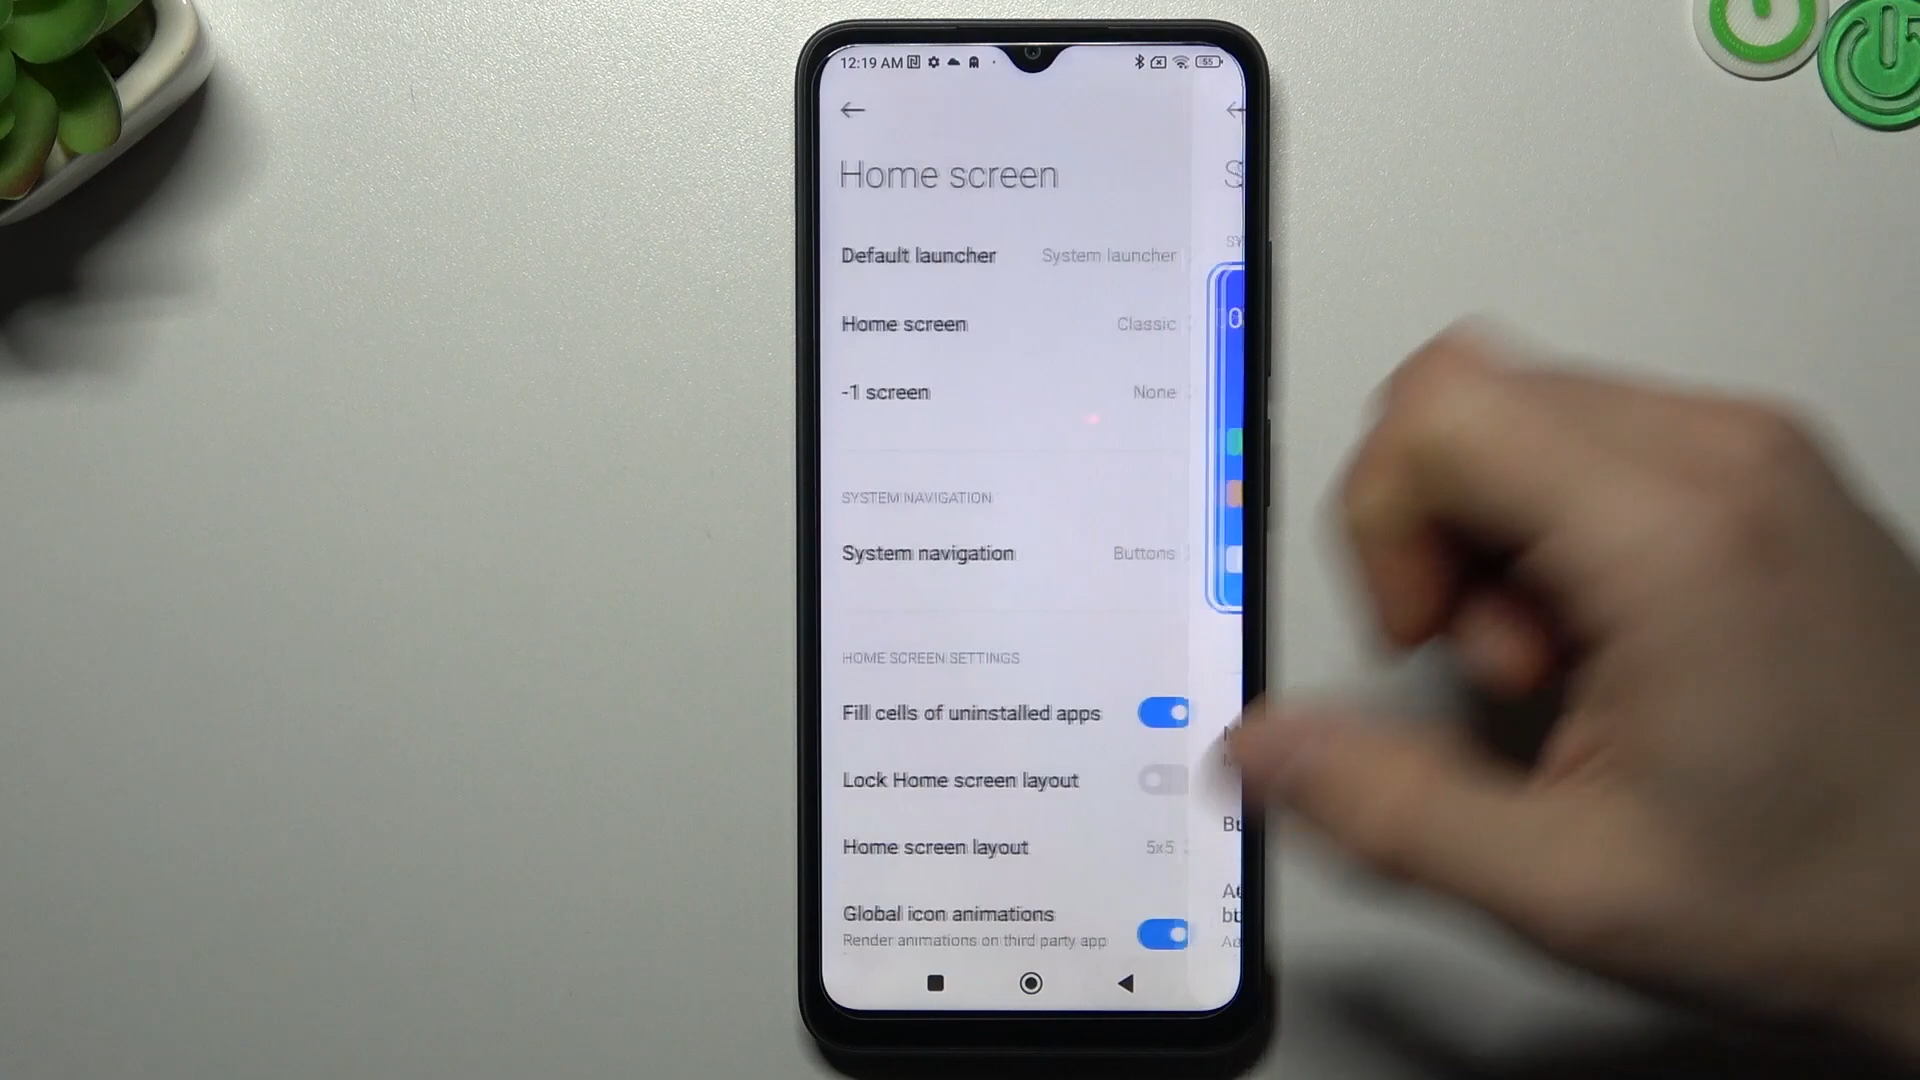 12:19 AM
55
Home screen
Default launcher System launcher
Home screen Classic
-1 screen None
SYSTEM NAVIGATION
System navigation Buttons
HOME SCREEN SETTINGS
Fill cells of uninstalled apps
Lock Home screen layout
Home screen layout 5x5
Global icon animations
Render animations on third party app